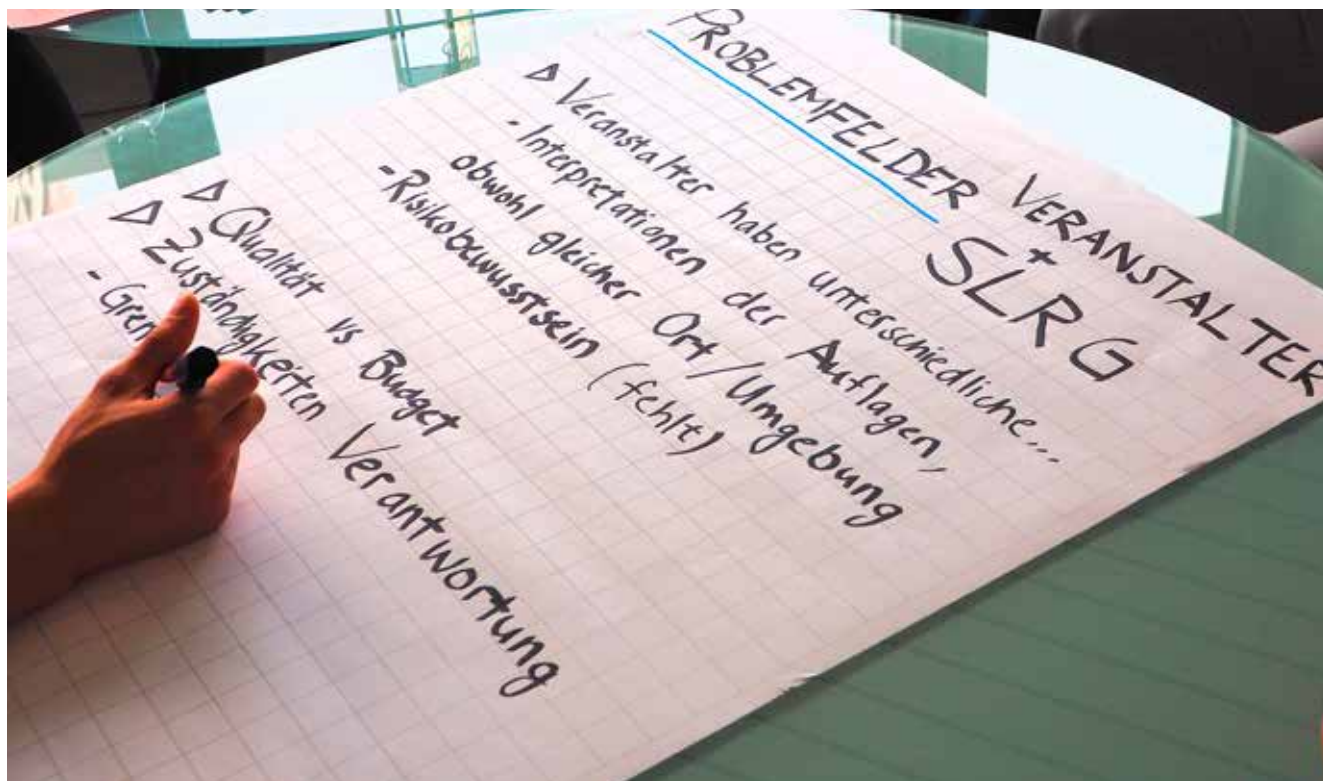 PROBLEMFELDER VERANSTALTER
+
SLRG
▷ Veranstalter haben unterschiedliche...
- Interpretationen der Auflagen,
obwohl gleicher Ort/Umgebung
- Risikobewusstsein (fehlt)
▷ Qualität vs Budget
▷ Zuständigkeiten Verantwortung
- Gren